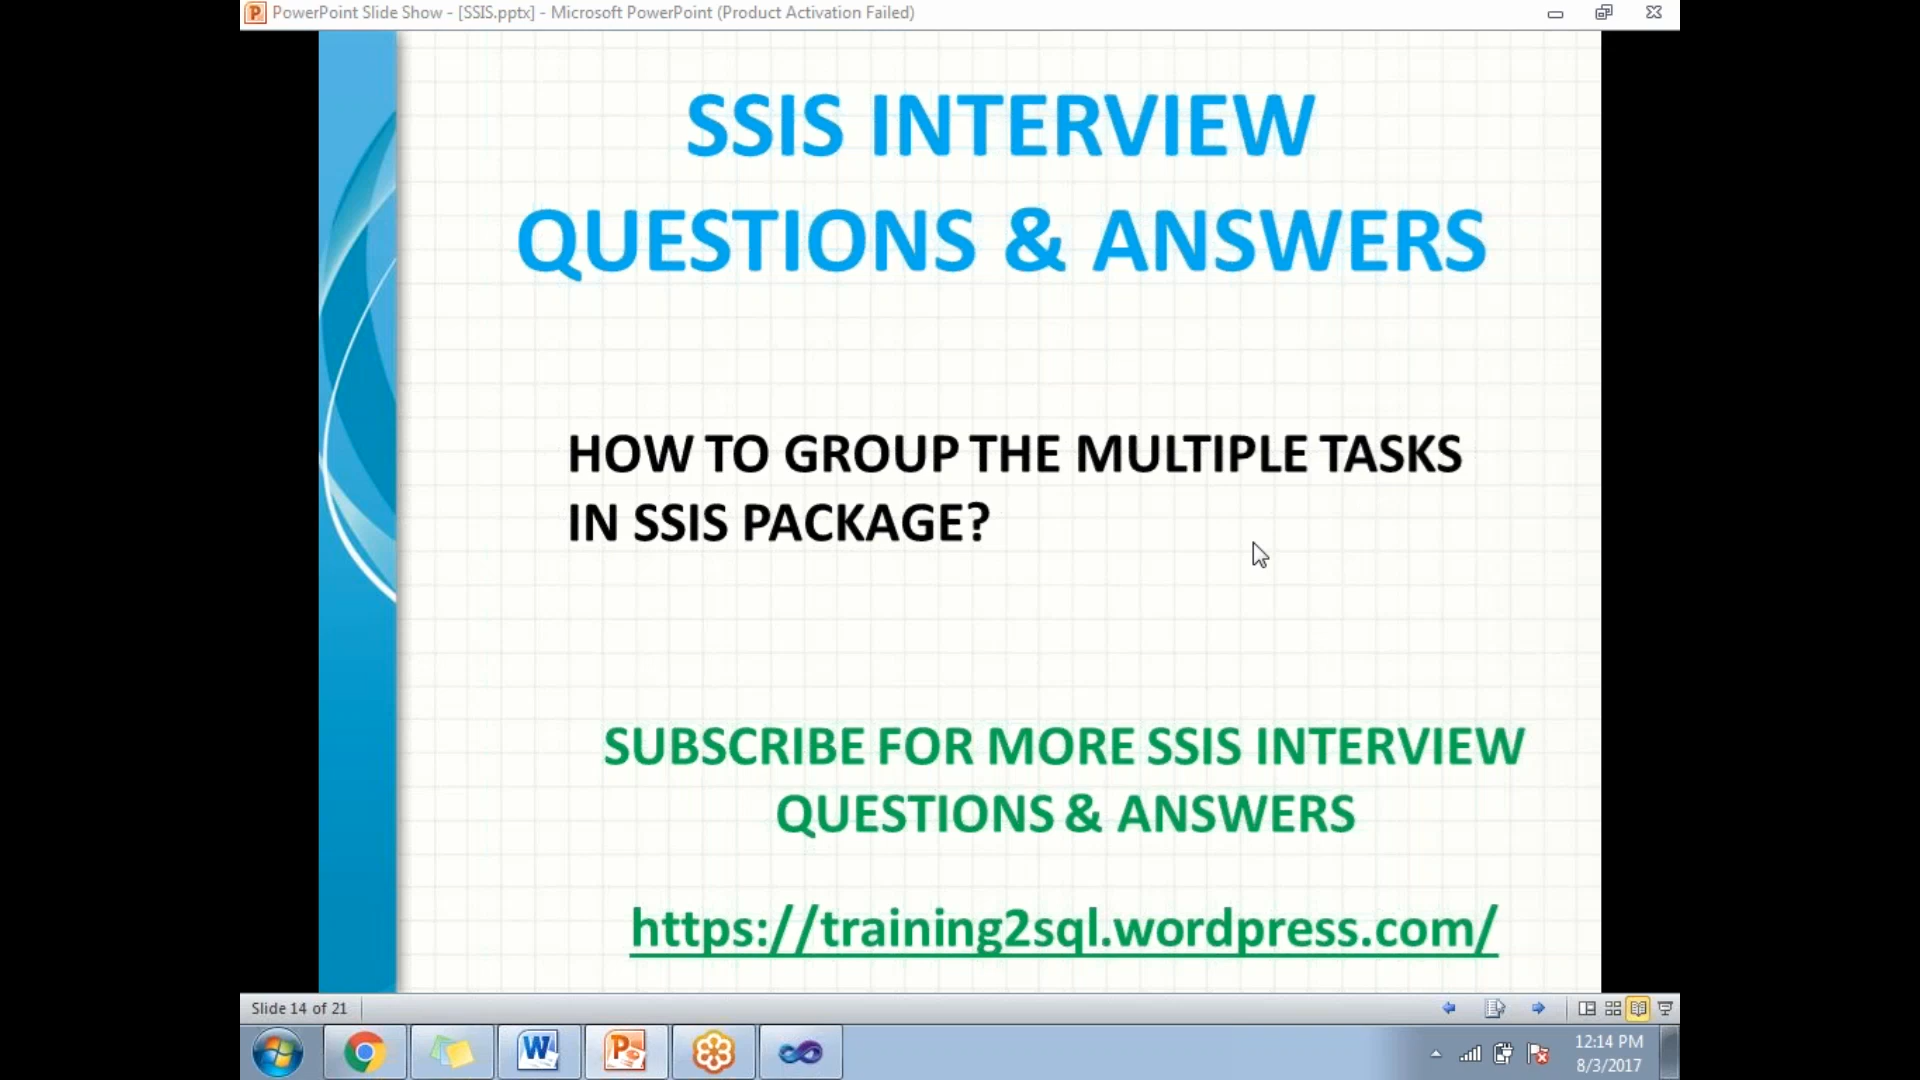 PowerPoint Slide Show - [SSIS.pptx] - Microsoft PowerPoint (Product Activation Failed)
SSIS INTERVIEW
QUESTIONS & ANSWERS
HOW TO GROUP THE MULTIPLE TASKS
IN SSIS PACKAGE?
SUBSCRIBE FOR MORE SSIS INTERVIEW
QUESTIONS & ANSWERS
https://training2sql.wordpress.com/
Slide 14 of 21
12:14 PM
8/3/2017